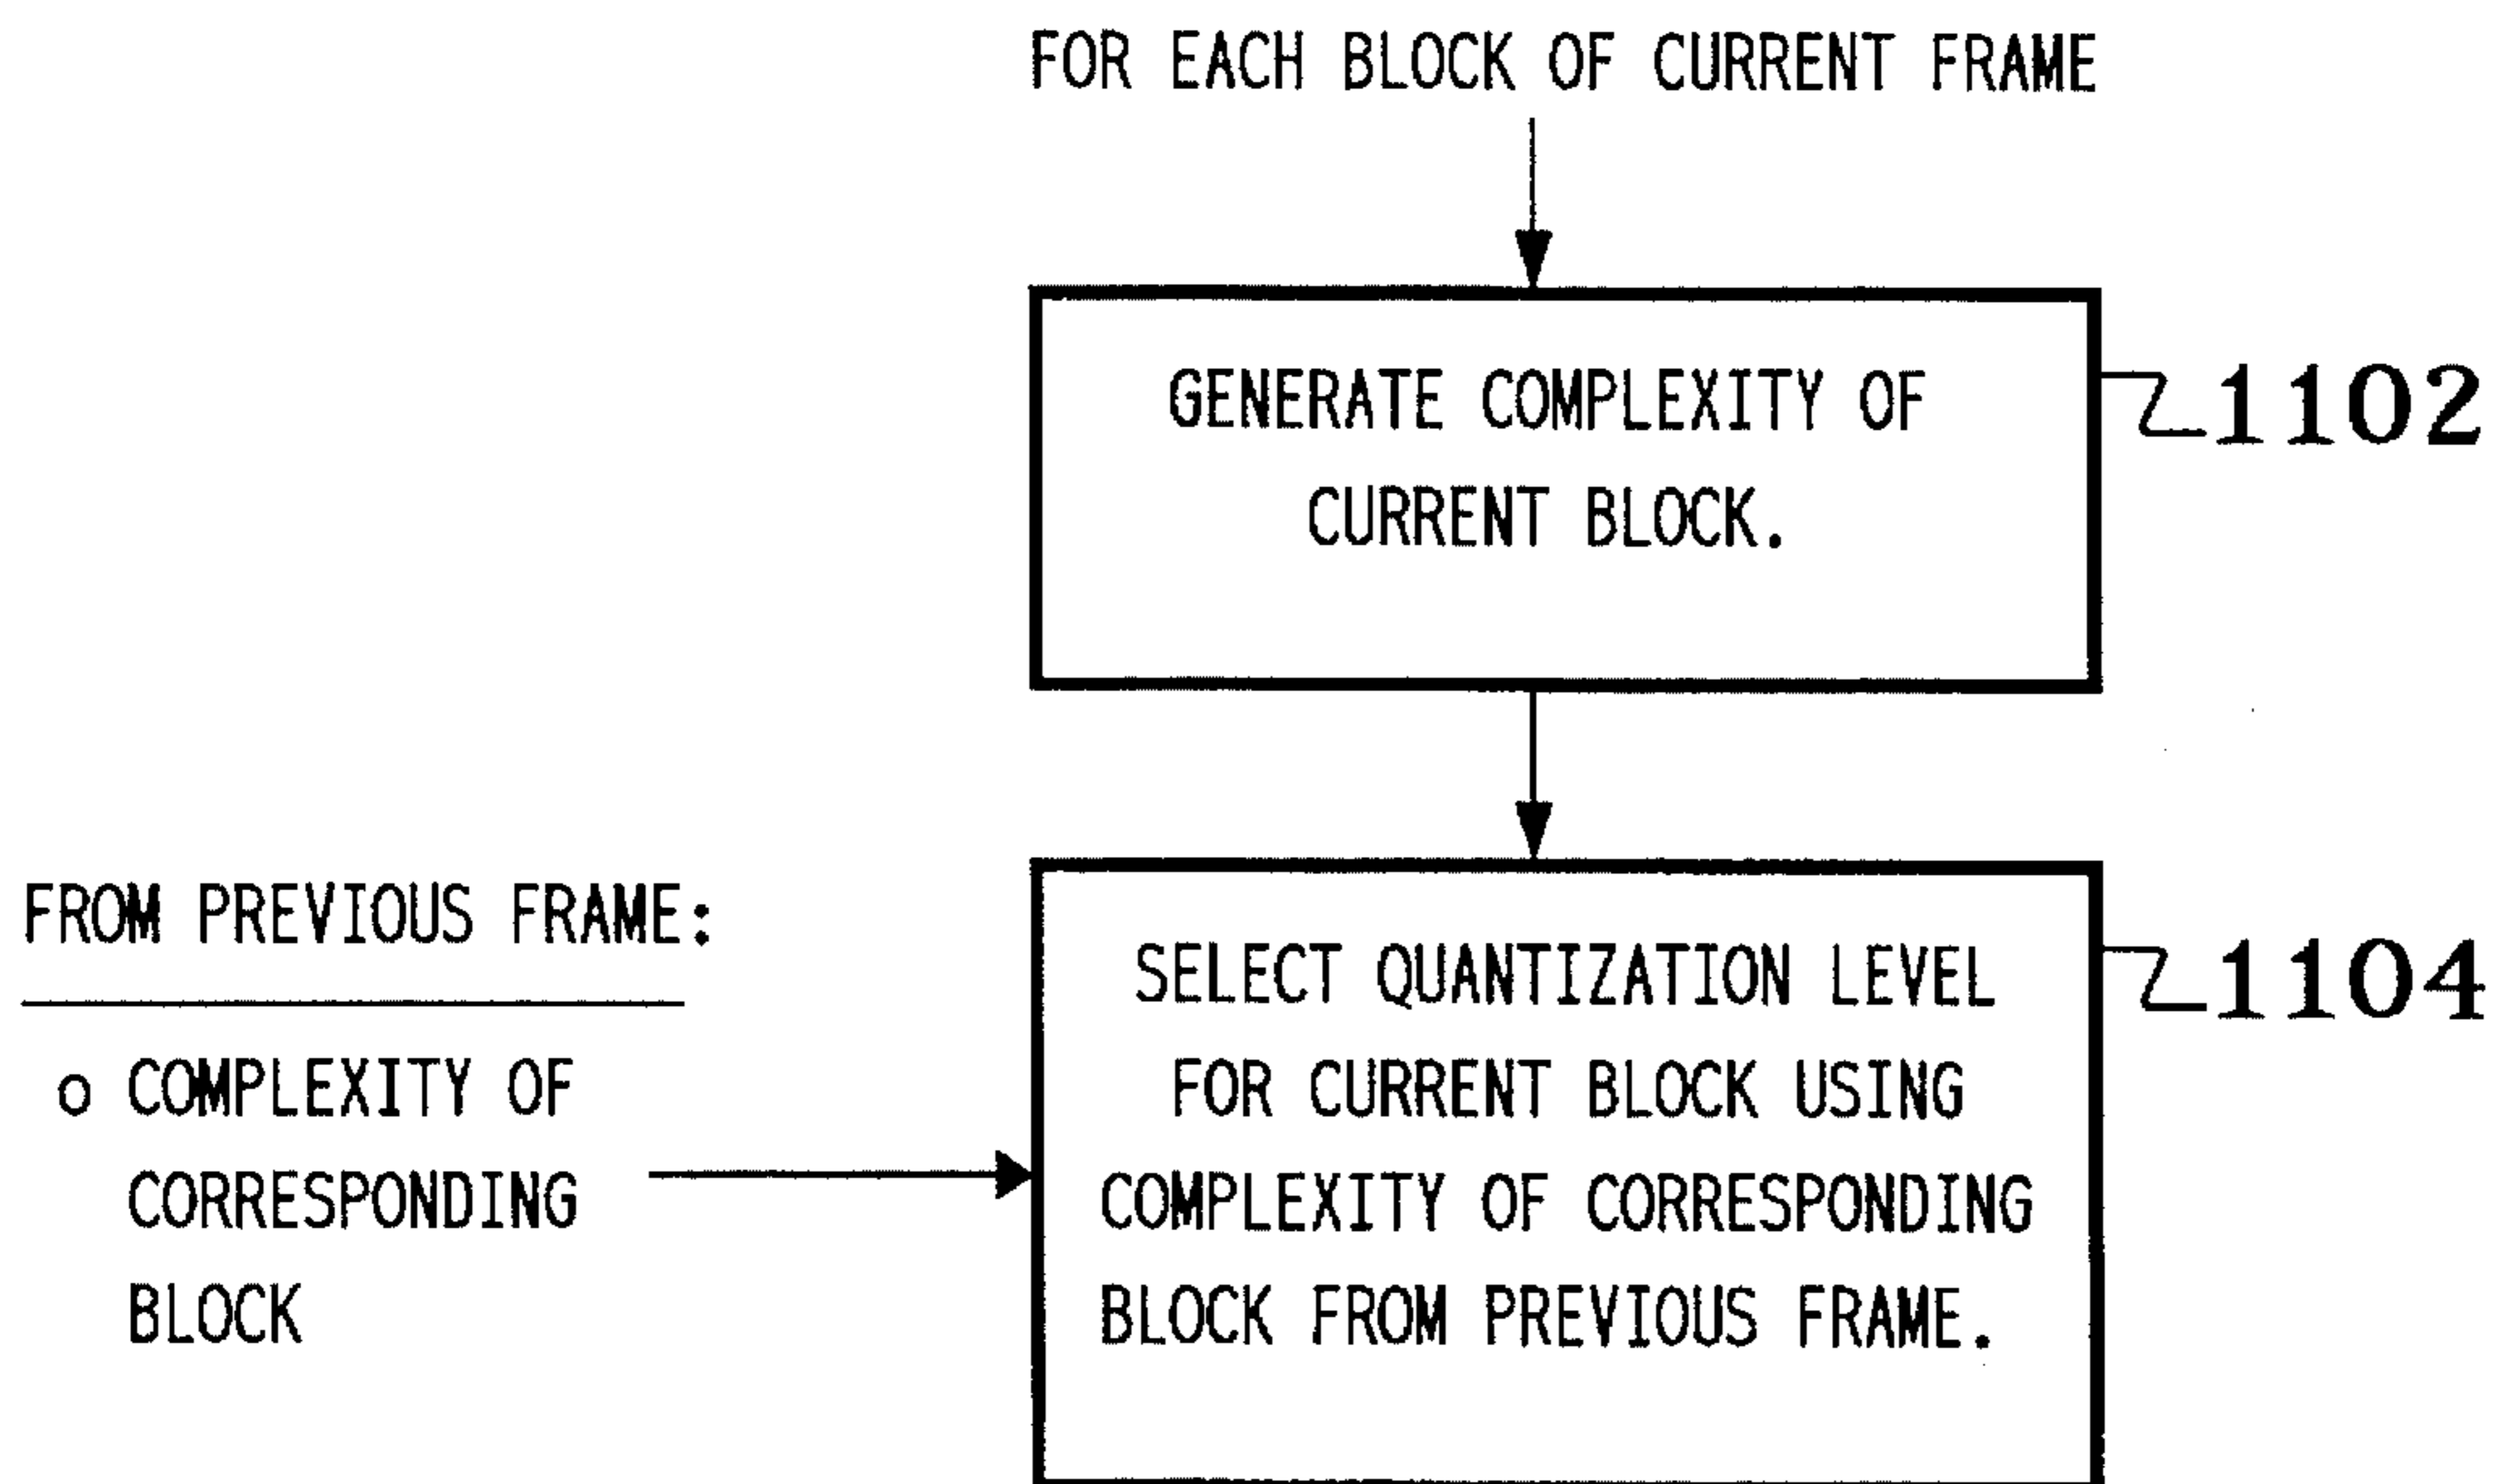 FOR EACH BLOCK OF CURRENT FRAME
GENERATE COMPLEXITY OF
CURRENT BLOCK.
1102
FROM PREVIOUS FRAME:
o COMPLEXITY OF
CORRESPONDING
BLOCK
SELECT QUANTIZATION LEVEL
FOR CURRENT BLOCK USING
COMPLEXITY OF CORRESPONDING
BLOCK FROM PREVIOUS FRAME.
1104